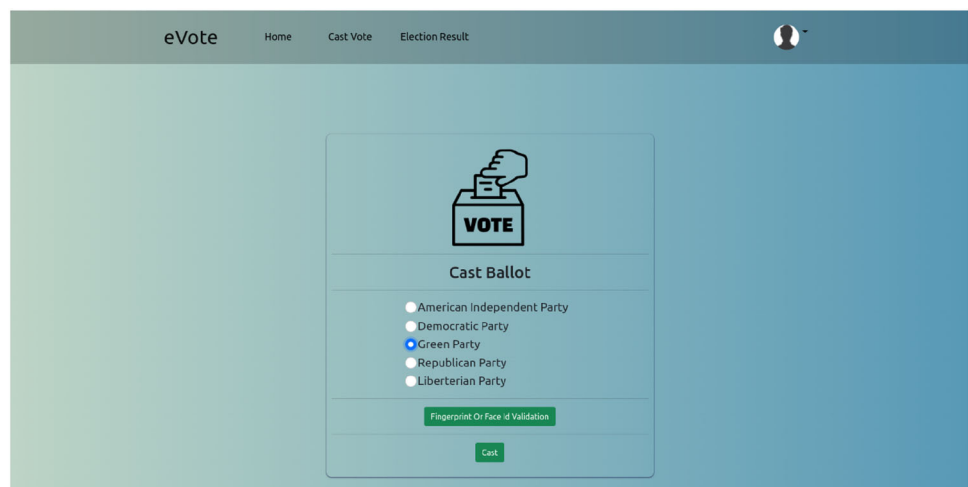 eVote Home Cast Vote Election Result
VOTE
Cast Ballot
American Independent Party
Democratic Party
Green Party
Republican Party
Liberterian Party
Fingerprint Or Face Id Validation
Cast